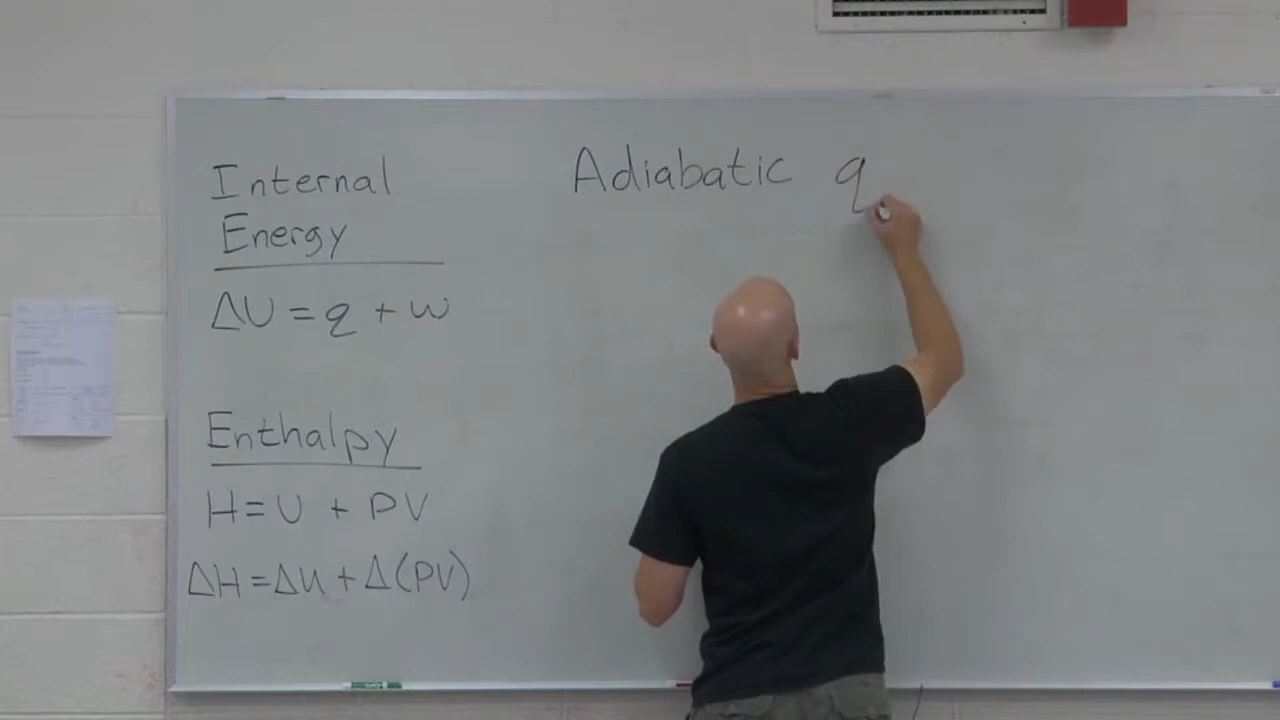 Internal
Energy
ΔU = q + w
Enthalpy
H = U + PV
ΔH = ΔU + Δ(PV)
Adiabatic q